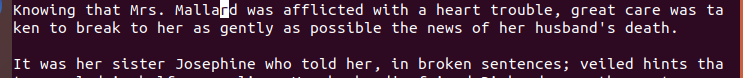 Knowing that Mrs. Mallard was afflicted with a heart trouble, great care was ta
ken to break to her as gently as possible the news of her husband's death.

It was her sister Josephine who told her, in broken sentences; veiled hints tha